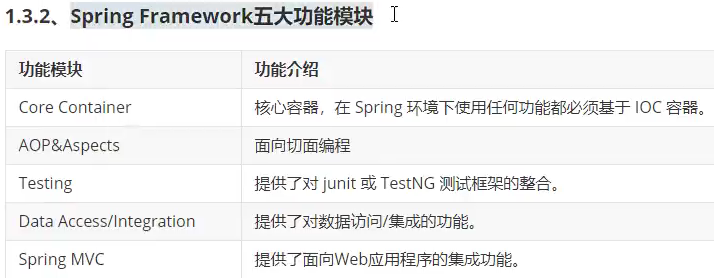 1.3.2、Spring Framework五大功能模块
功能模块 功能介绍
Core Container 核心容器，在 Spring 环境下使用任何功能都必须基于 IOC 容器。
AOP&Aspects 面向切面编程
Testing 提供了对 junit 或 TestNG 测试框架的整合。
Data Access/Integration 提供了对数据访问/集成的功能。
Spring MVC 提供了面向Web应用程序的集成功能。